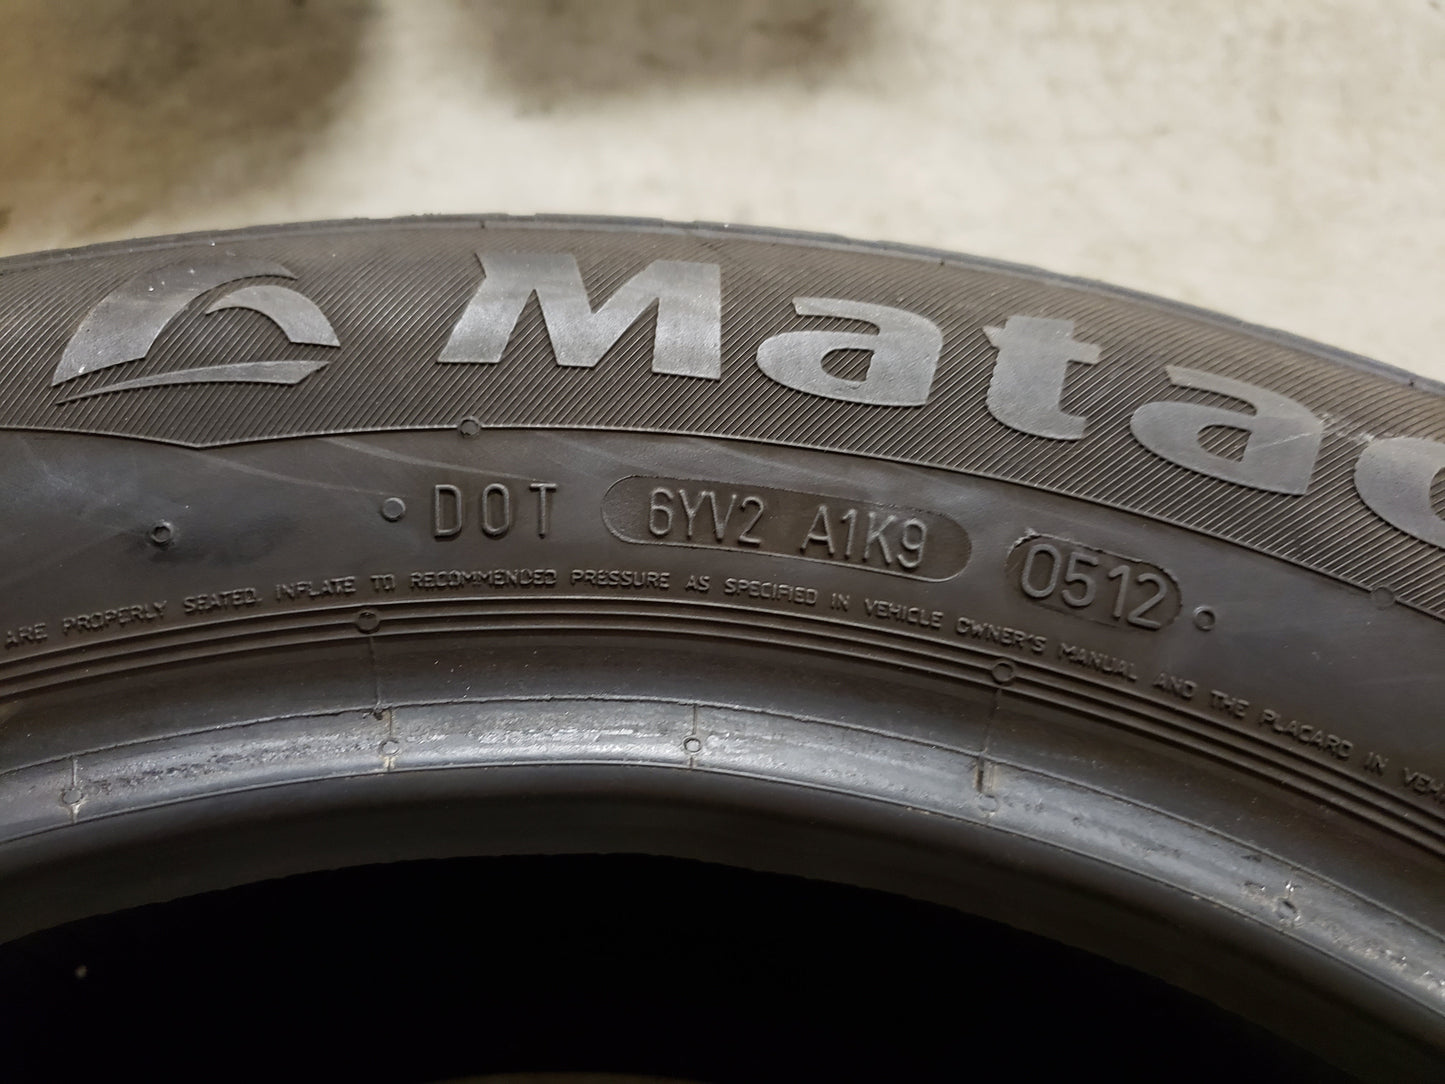 Matad
DOT 6YV2 A1K9 0512
ARE PROPERLY SEATED. INFLATE TO RECOMMENDED PRESSURE AS SPECIFIED IN VEHICLE OWNER'S MANUAL AND THE PLACARD IN VEH